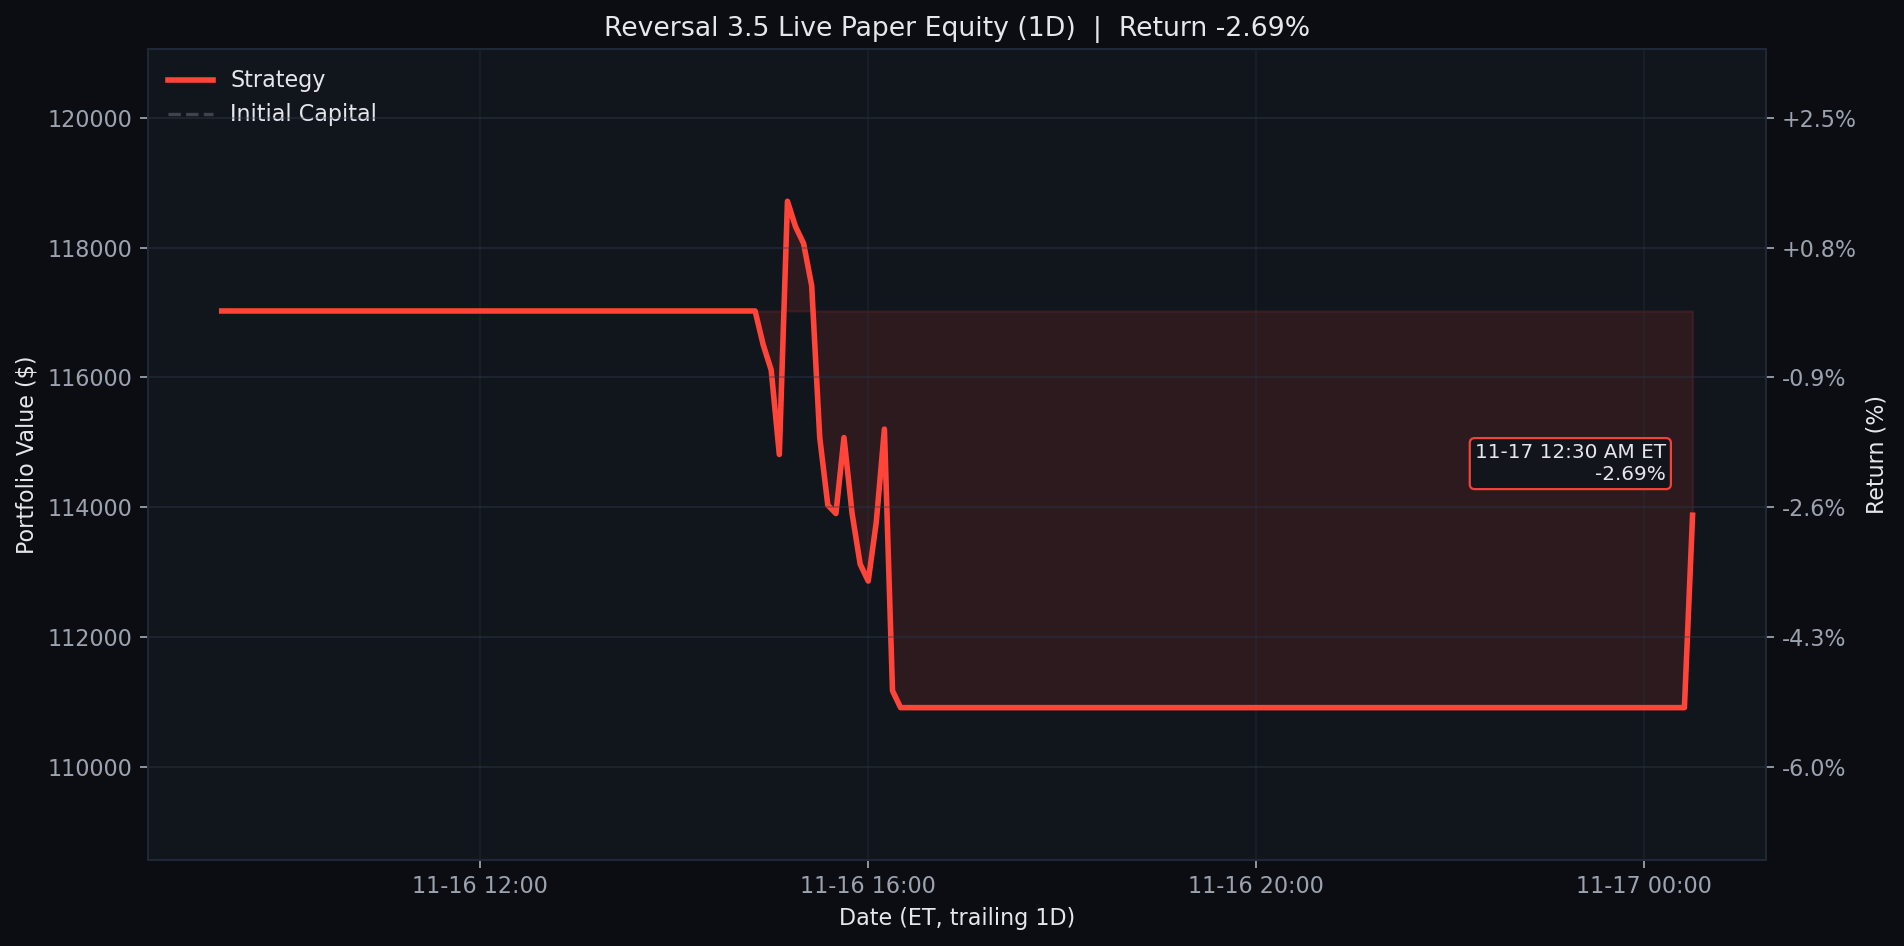 Reversal 3.5 Live Paper Equity (1D)  |  Return -2.69%
Strategy
Initial Capital
120000
118000
116000
114000
112000
110000
Portfolio Value ($)
+2.5%
+0.8%
-0.9%
-2.6%
-4.3%
-6.0%
Return (%)
11-17 12:30 AM ET
-2.69%
11-16 12:00
11-16 16:00
11-16 20:00
11-17 00:00
Date (ET, trailing 1D)